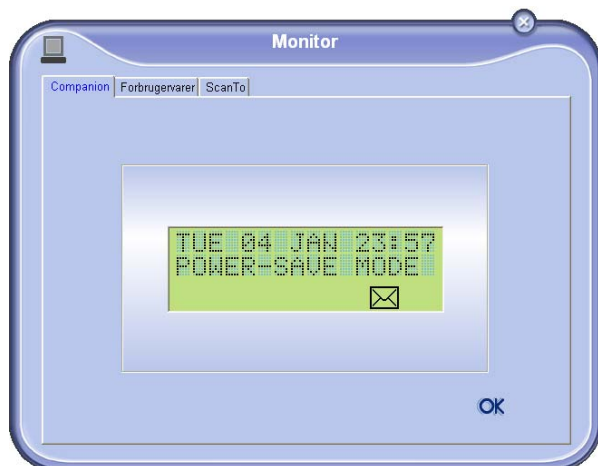 Monitor
Companion Forbrugervarer ScanTo
TUE 04 JAN 23:57
POWER-SAVE MODE
OK